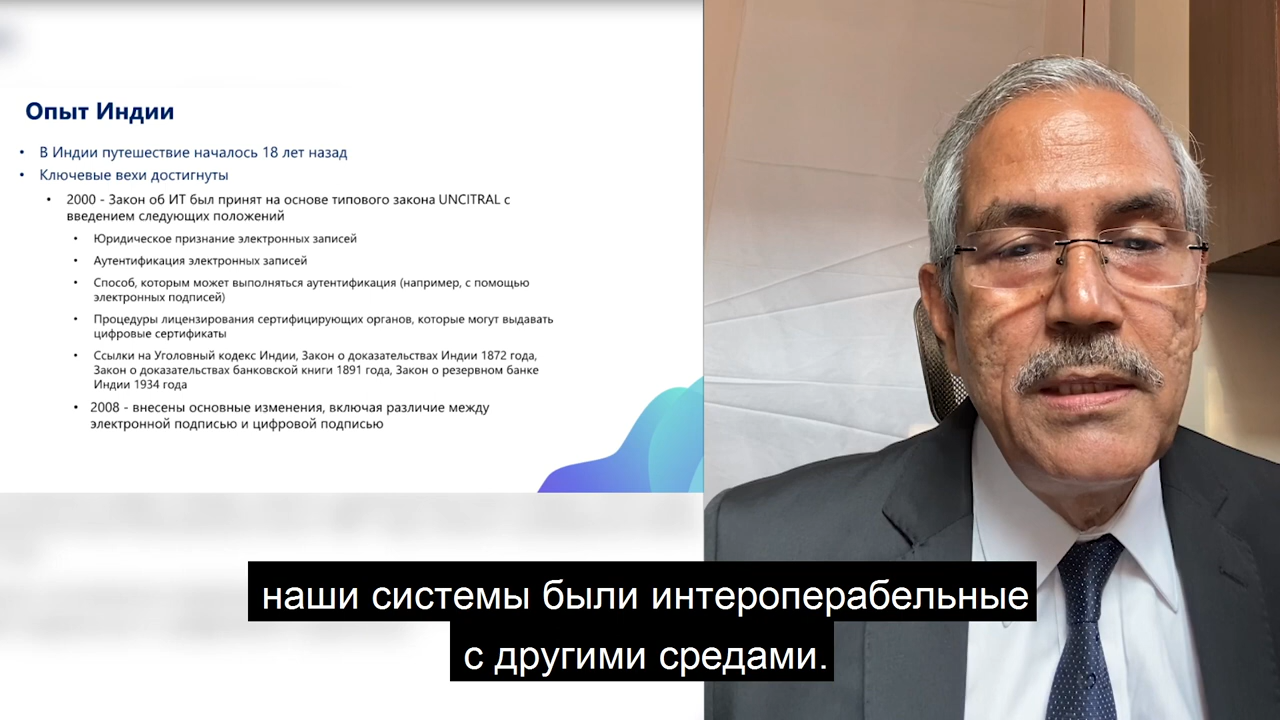 Опыт Индии
• В Индии путешествие началось 18 лет назад
• Ключевые вехи достигнуты
• 2000 - Закон об ИТ был принят на основе типового закона UNCITRAL с
введением следующих положений
• Юридическое признание электронных записей
• Аутентификация электронных записей
• Способ, которым может выполняться аутентификация (например, с помощью
электронных подписей)
• Процедуры лицензирования сертифицирующих органов, которые могут выдавать
цифровые сертификаты
• Ссылки на Уголовный кодекс Индии, Закон о доказательствах Индии 1872 года,
Закон о доказательствах банковской книги 1891 года, Закон о резервном банке
Индии 1934 года
• 2008 - внесены основные изменения, включая различие между
электронной подписью и цифровой подписью
наши системы были интероперабельные
с другими средами.